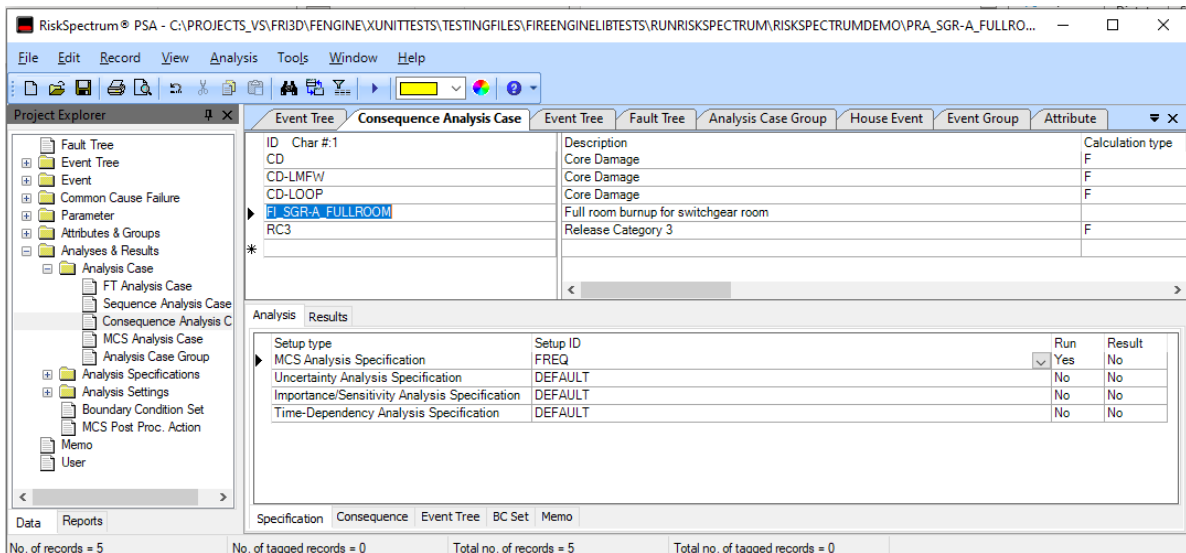 RiskSpectrum® PSA - C:\PROJECTS_VS\FRI3D\FENGINE\XUNITTESTS\TESTINGFILES\FIREENGINELIBTESTS\RUNRISKSPECTRUM\RISKSPECTRUMDEMO\PRA_SGR-A_FULLRO...
File Edit Record View Analysis Tools Window Help
Project Explorer
Event Tree Consequence Analysis Case Event Tree Fault Tree Analysis Case Group House Event Event Group Attribute
Fault Tree
Event Tree
Event
Common Cause Failure
Parameter
Attributes & Groups
Analyses & Results
Analysis Case
FT Analysis Case
Sequence Analysis Case
Consequence Analysis C
MCS Analysis Case
Analysis Case Group
Analysis Specifications
Analysis Settings
Boundary Condition Set
MCS Post Proc. Action
Memo
User
Data Reports
ID Char #:1 Description Calculation type
CD Core Damage F
CD-LMFW Core Damage F
CD-LOOP Core Damage F
FI_SGR-A_FULLROOM Full room burnup for switchgear room
RC3 Release Category 3 F
Analysis Results
Setup type Setup ID Run Result
MCS Analysis Specification FREQ Yes No
Uncertainty Analysis Specification DEFAULT No No
Importance/Sensitivity Analysis Specification DEFAULT No No
Time-Dependency Analysis Specification DEFAULT No No
Specification Consequence Event Tree BC Set Memo
No. of records = 5 No. of tagged records = 0 Total no. of records = 5 Total no. of tagged records = 0